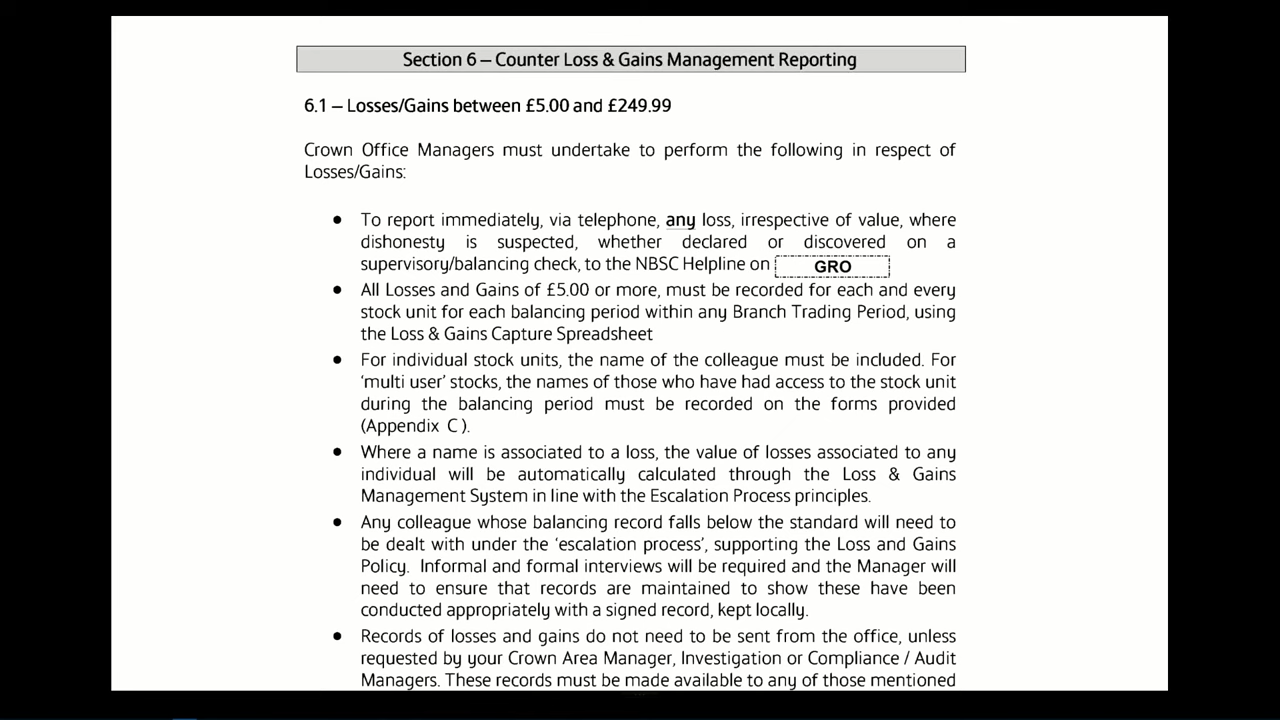 Section 6 – Counter Loss & Gains Management Reporting
6.1 – Losses/Gains between £5.00 and £249.99
Crown Office Managers must undertake to perform the following in respect of
Losses/Gains:
● To report immediately, via telephone, any loss, irrespective of value, where
dishonesty is suspected, whether declared or discovered on a
supervisory/balancing check, to the NBSC Helpline on GRO
● All Losses and Gains of £5.00 or more, must be recorded for each and every
stock unit for each balancing period within any Branch Trading Period, using
the Loss & Gains Capture Spreadsheet
● For individual stock units, the name of the colleague must be included. For
‘multi user’ stocks, the names of those who have had access to the stock unit
during the balancing period must be recorded on the forms provided
(Appendix C ).
● Where a name is associated to a loss, the value of losses associated to any
individual will be automatically calculated through the Loss & Gains
Management System in line with the Escalation Process principles.
● Any colleague whose balancing record falls below the standard will need to
be dealt with under the ‘escalation process’, supporting the Loss and Gains
Policy. Informal and formal interviews will be required and the Manager will
need to ensure that records are maintained to show these have been
conducted appropriately with a signed record, kept locally.
● Records of losses and gains do not need to be sent from the office, unless
requested by your Crown Area Manager, Investigation or Compliance / Audit
Managers. These records must be made available to any of those mentioned